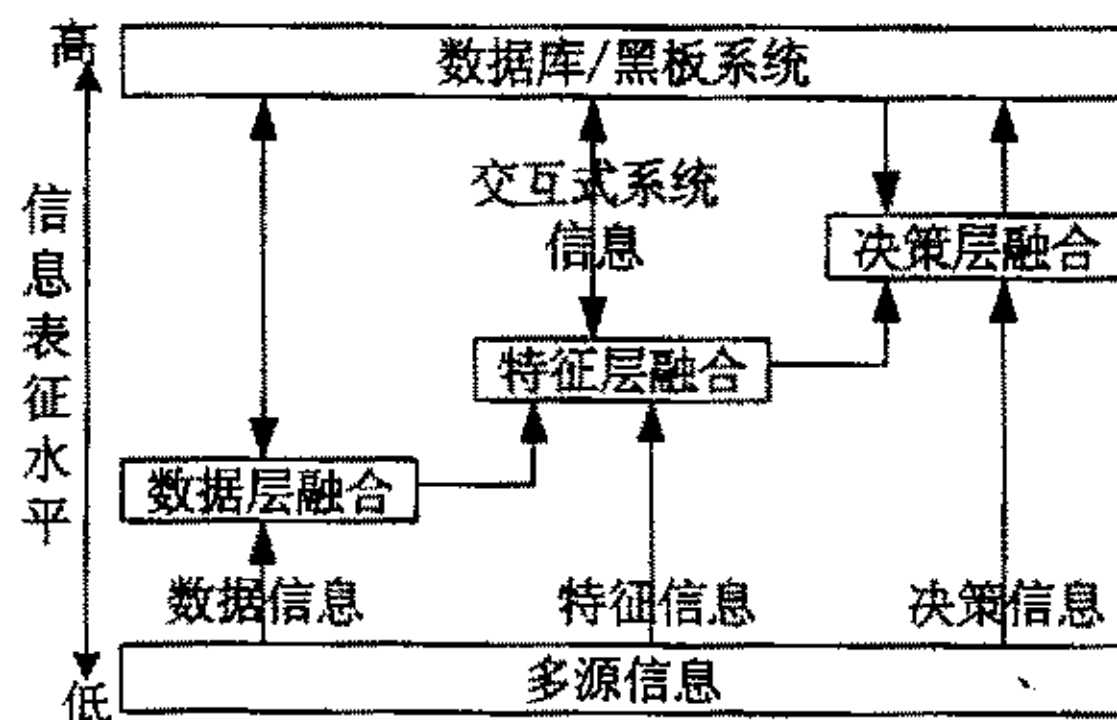 高
数据库/黑板系统
交互式系统
信息
决策层融合
信息表征水平
特征层融合
数据层融合
数据信息
特征信息
决策信息
多源信息
低